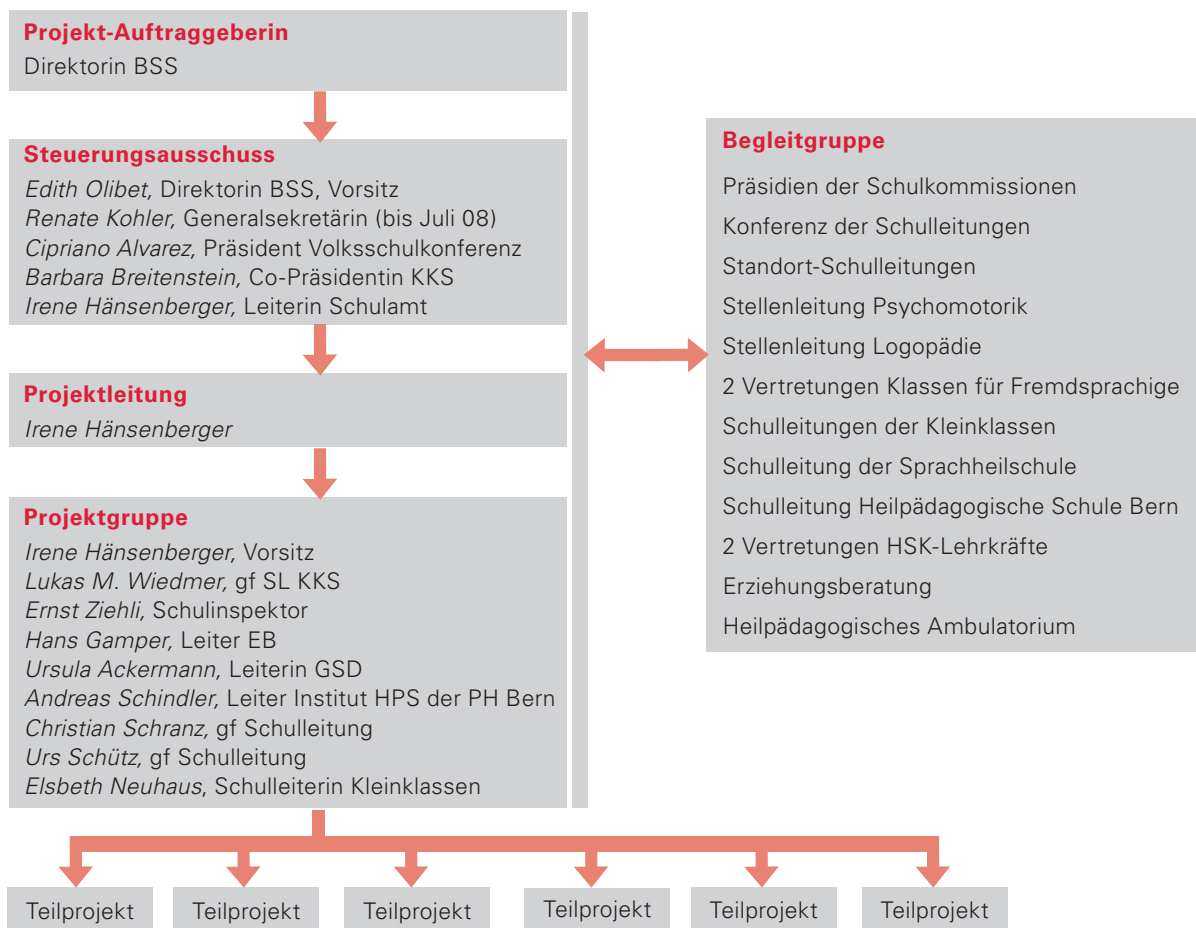 Projekt-Auftraggeberin
Direktorin BSS
Steuerungsausschuss
Edith Olibet, Direktorin BSS, Vorsitz
Renate Kohler, Generalsekretärin (bis Juli 08)
Cipriano Alvarez, Präsident Volksschulkonferenz
Barbara Breitenstein, Co-Präsidentin KKS
Irene Hänsenberger, Leiterin Schulamt
Projektleitung
Irene Hänsenberger
Projektgruppe
Irene Hänsenberger, Vorsitz
Lukas M. Wiedmer, gf SL KKS
Ernst Ziehli, Schulinspektor
Hans Gamper, Leiter EB
Ursula Ackermann, Leiterin GSD
Andreas Schindler, Leiter Institut HPS der PH Bern
Christian Schranz, gf Schulleitung
Urs Schütz, gf Schulleitung
Elsbeth Neuhaus, Schulleiterin Kleinklassen
Begleitgruppe
Präsidien der Schulkommissionen
Konferenz der Schulleitungen
Standort-Schulleitungen
Stellenleitung Psychomotorik
Stellenleitung Logopädie
2 Vertretungen Klassen für Fremdsprachige
Schulleitungen der Kleinklassen
Schulleitung der Sprachheilschule
Schulleitung Heilpädagogische Schule Bern
2 Vertretungen HSK-Lehrkräfte
Erziehungsberatung
Heilpädagogisches Ambulatorium
Teilprojekt
Teilprojekt
Teilprojekt
Teilprojekt
Teilprojekt
Teilprojekt